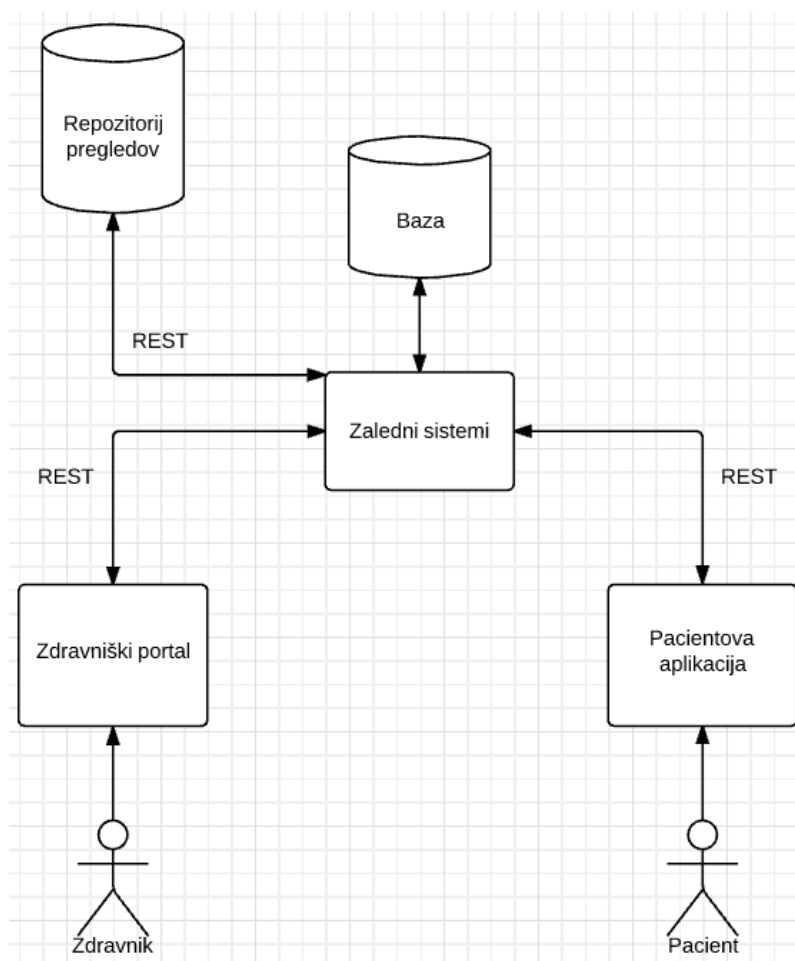 Repozitorij
pregledov
Baza
REST
Zaledni sistemi
REST
REST
Zdravniški portal
Pacientova
aplikacija
Zdravnik
Pacient